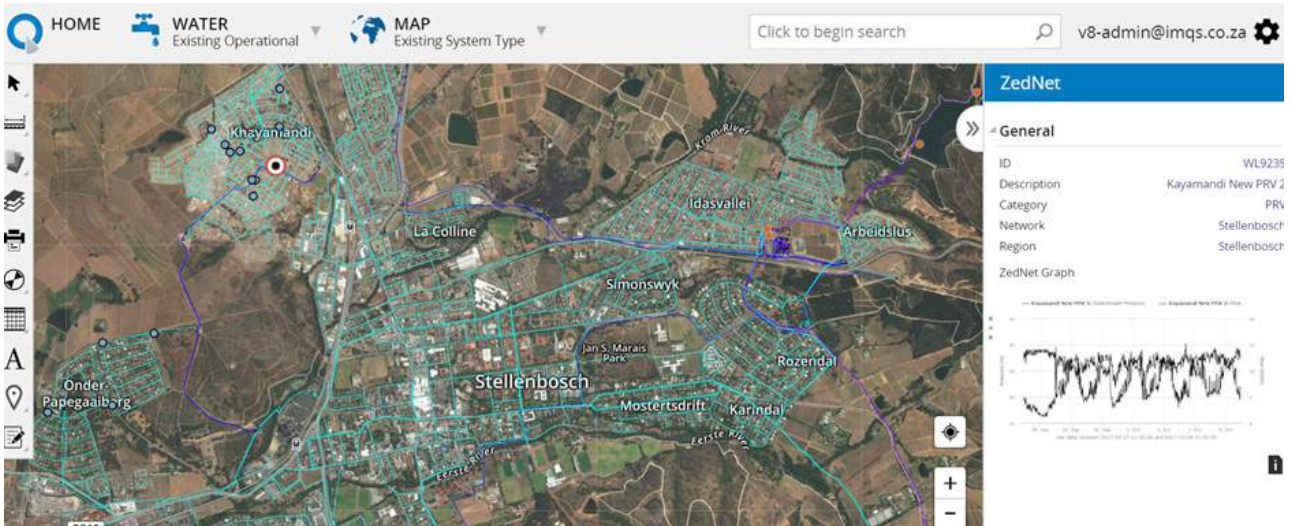 HOME
WATER
Existing Operational
MAP
Existing System Type
Click to begin search
v8-admin@imqs.co.za
ZedNet
General
ID WL9239
Description Kayamandi New PRV 2
Category PRV
Network Stellenbosch
Region Stellenbosch
ZedNet Graph
Khayamandi
Krom River
Idasvallei
La Colline
Arbeidslus
Simonswyk
Jan S. Marais
Park
Rozendal
Stellenbosch
Onder-
Papegaaiberg
Mostertsdrift
Karindal
Eerste River
Eerste River
A